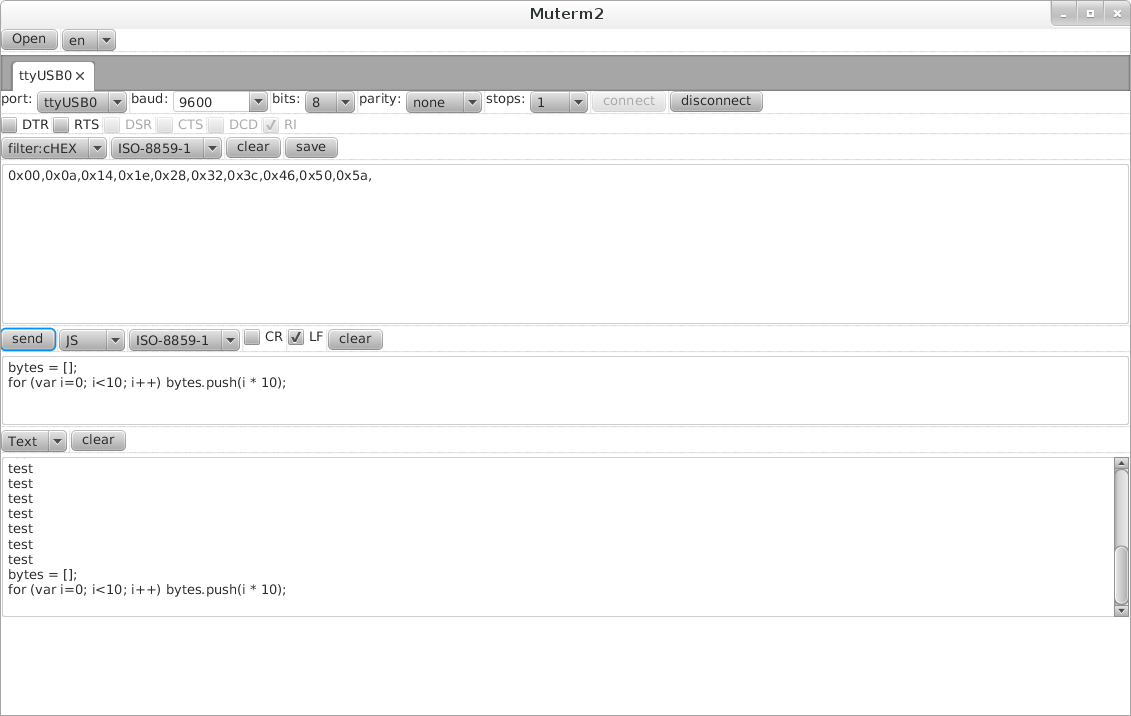 Muterm2
Open en
ttyUSB0
port: ttyUSB0 baud: 9600 bits: 8 parity: none stops: 1 connect disconnect
DTR RTS DSR CTS DCD RI
filter:cHEX ISO-8859-1 clear save
0x00,0x0a,0x14,0x1e,0x28,0x32,0x3c,0x46,0x50,0x5a,
send JS ISO-8859-1 CR LF clear
bytes = [];
for (var i=0; i<10; i++) bytes.push(i * 10);
Text clear
test
test
test
test
test
test
test
bytes = [];
for (var i=0; i<10; i++) bytes.push(i * 10);